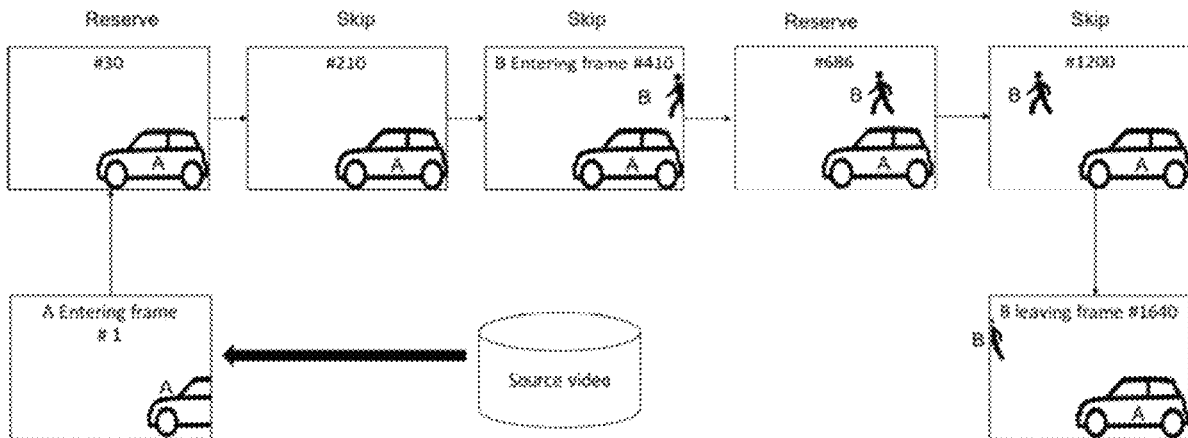 Reserve
Skip
Skip
Reserve
Skip
#30
#210
B Entering frame #410
#686
#1200
B
B
B
A
A
A
A
A
A Entering frame
# 1
B leaving frame #1640
A
Source video
B
A